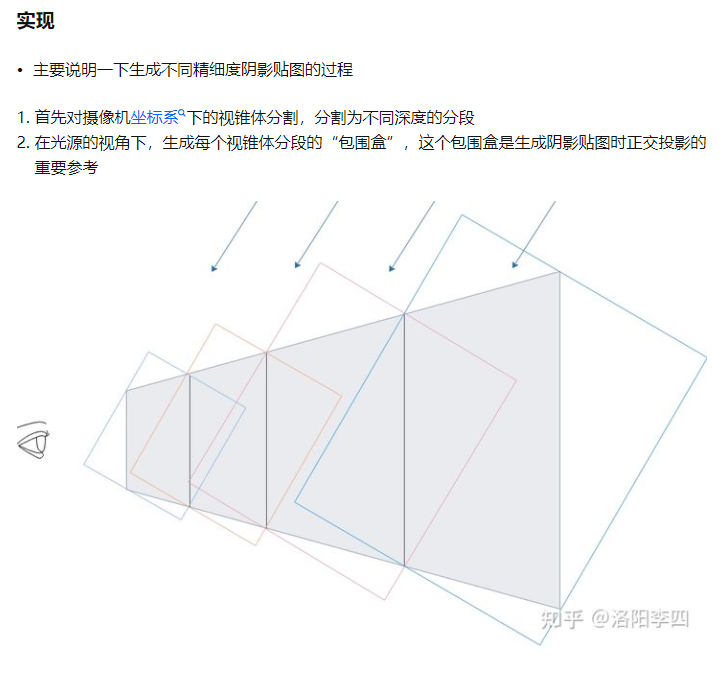 实现
• 主要说明一下生成不同精细度阴影贴图的过程
1. 首先对摄像机坐标系下的视锥体分割，分割为不同深度的分段
2. 在光源的视角下，生成每个视锥体分段的“包围盒”，这个包围盒是生成阴影贴图时正交投影的
重要参考
知乎 @洛阳李四